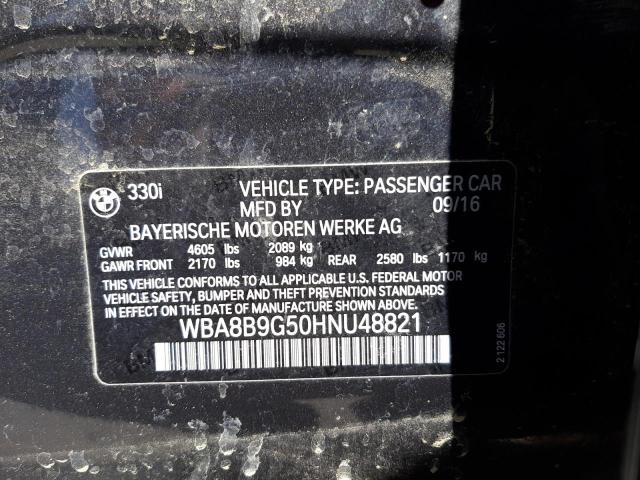 BMW
330i VEHICLE TYPE: PASSENGER CAR
MFD BY 09/16
BAYERISCHE MOTOREN WERKE AG
GVWR 4605 lbs 2089 kg
GAWR FRONT 2170 lbs 984 kg REAR 2580 lbs 1170 kg
THIS VEHICLE CONFORMS TO ALL APPLICABLE U.S. FEDERAL MOTOR
VEHICLE SAFETY, BUMPER AND THEFT PREVENTION STANDARDS
IN EFFECT ON THE DATE OF MANUFACTURE SHOWN ABOVE.
WBA8B9G50HNU48821
2 122 606